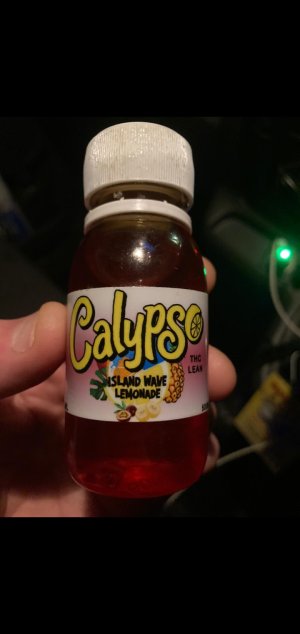 Calypso
THC
LEAN
ISLAND WAVE
LEMONADE